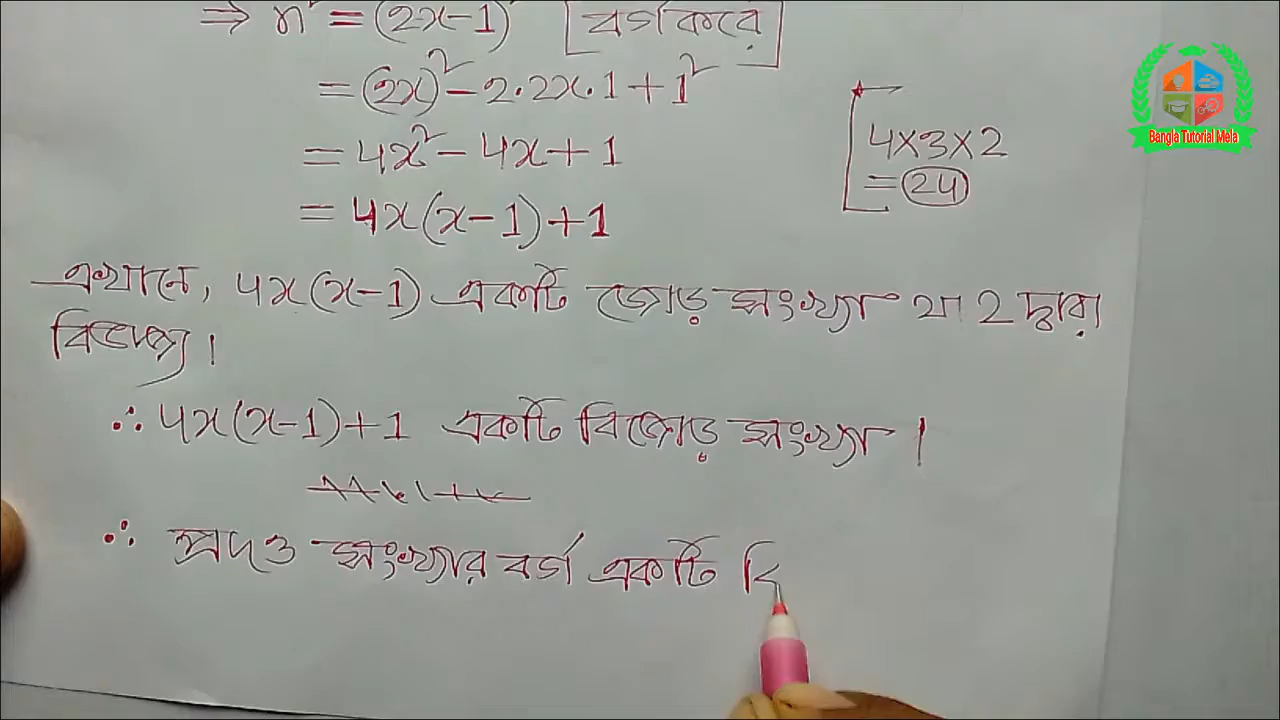 ⇒ n² = (2x-1)² [বর্গ করে]
= (2x)² - 2·2x·1 + 1²
= 4x² - 4x + 1
= 4x(x-1)+1
4×3×2
= 24
এখানে, 4x(x-1) একটি জোড় সংখ্যা যা 2 দ্বারা
বিভাজ্য।
∴ 4x(x-1)+1 একটি বিজোড় সংখ্যা।
∴ প্রদত্ত সংখ্যার বর্গ একটি বি
Bangla Tutorial Mela